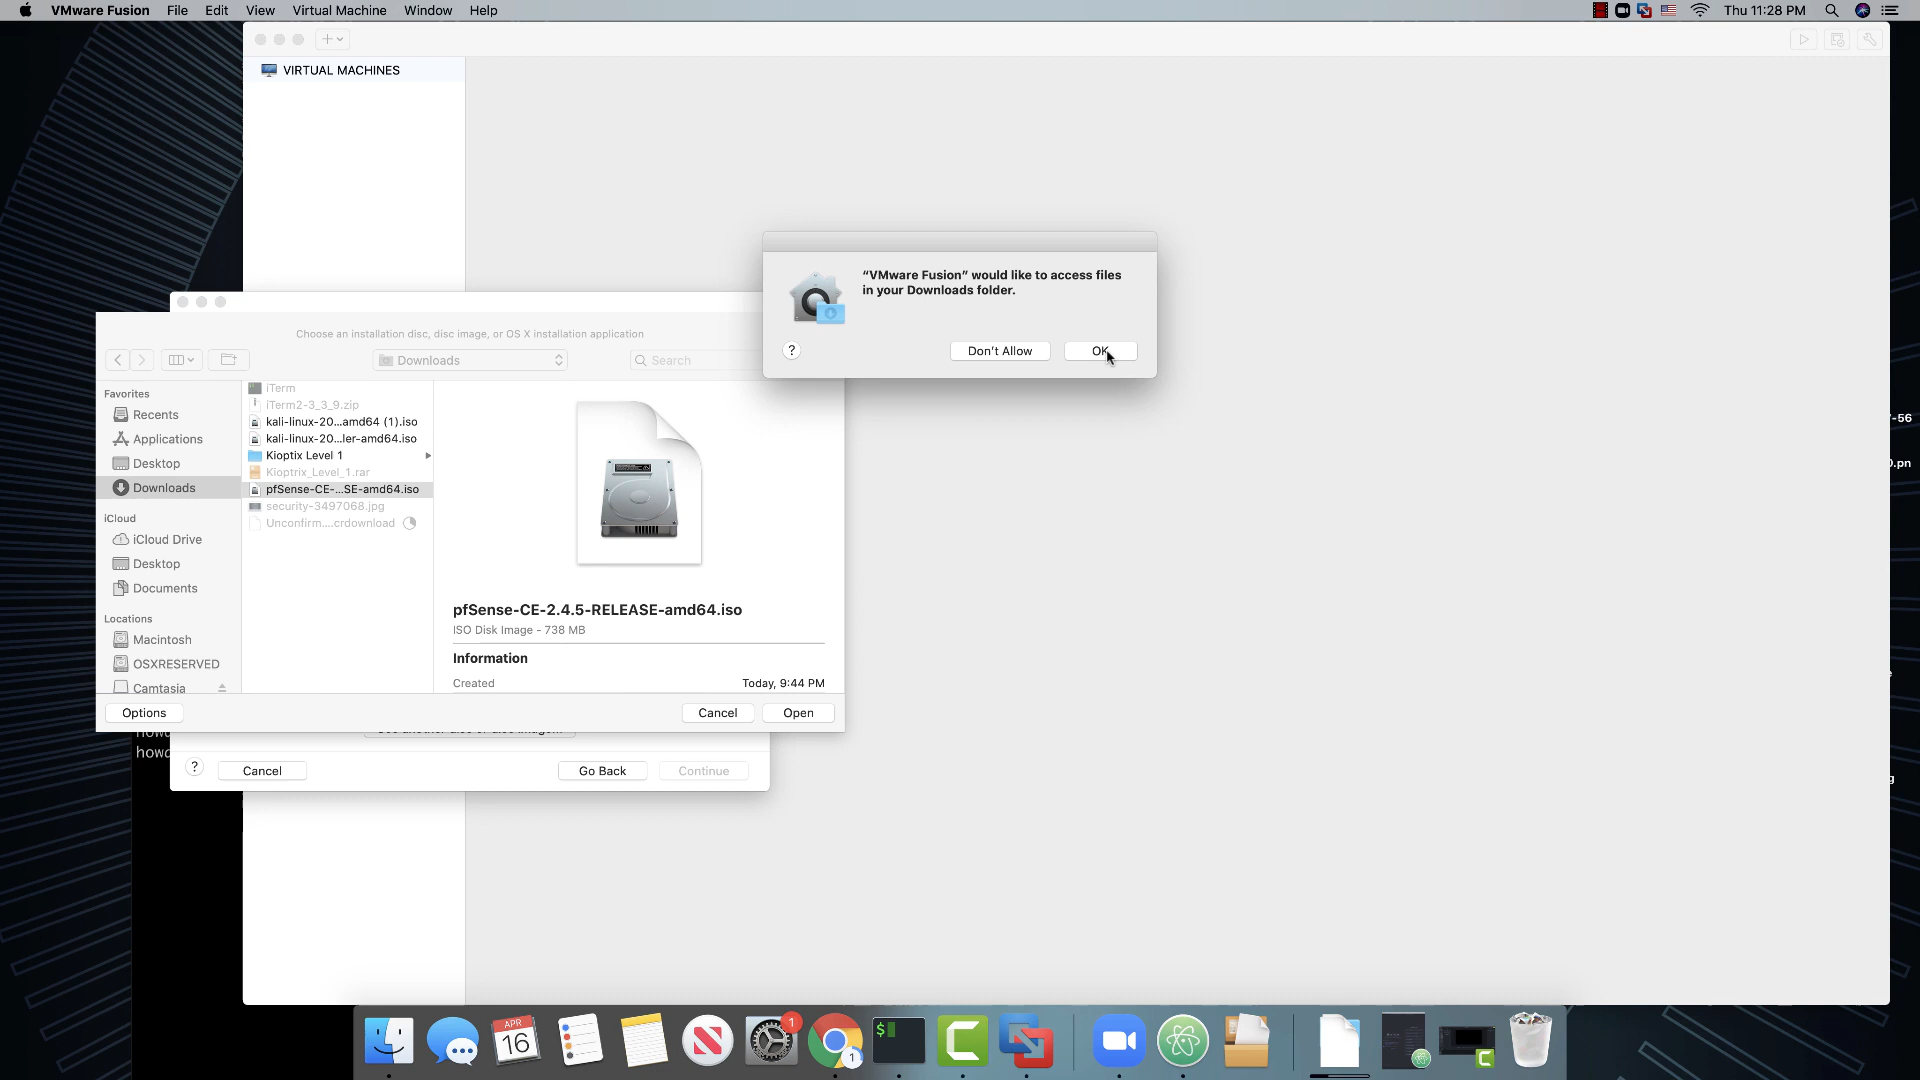 VMware Fusion File Edit View Virtual Machine Window Help
Thu 11:28 PM
VIRTUAL MACHINES
"VMware Fusion" would like to access files
in your Downloads folder.
?
Don't Allow
OK
Choose an installation disc, disc image, or OS X installation application
Downloads
Search
Favorites
Recents
Applications
Desktop
Downloads
iCloud
iCloud Drive
Desktop
Documents
Locations
Macintosh
OSXRESERVED
Camtasia
iTerm
iTerm2-3_3_9.zip
kali-linux-20...amd64 (1).iso
kali-linux-20...ler-amd64.iso
Kioptix Level 1
Kioptrix_Level_1.rar
pfSense-CE-...SE-amd64.iso
security-3497068.jpg
Unconfirm....crdownload
pfSense-CE-2.4.5-RELEASE-amd64.iso
ISO Disk Image - 738 MB
Information
Created Today, 9:44 PM
Options
Cancel
Open
?
Cancel
Go Back
Continue
-56
).pn
APR
16
1
1
$